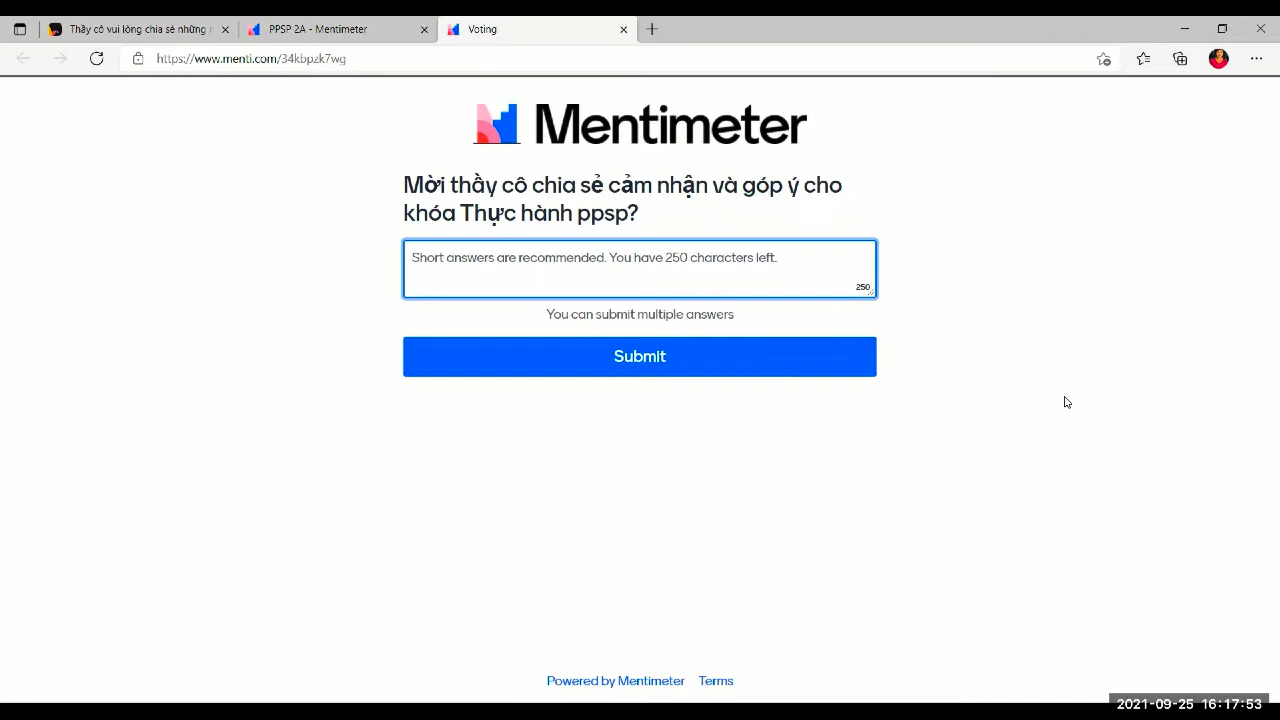 Thầy cô vui lòng chia sẻ những
PPSP 2A - Mentimeter
Voting
https://www.menti.com/34kbpzk7wg
Mentimeter
Mời thầy cô chia sẻ cảm nhận và góp ý cho
khóa Thực hành ppsp?
Short answers are recommended. You have 250 characters left.
250
You can submit multiple answers
Submit
Powered by Mentimeter Terms
2021-09-25 16:17:53